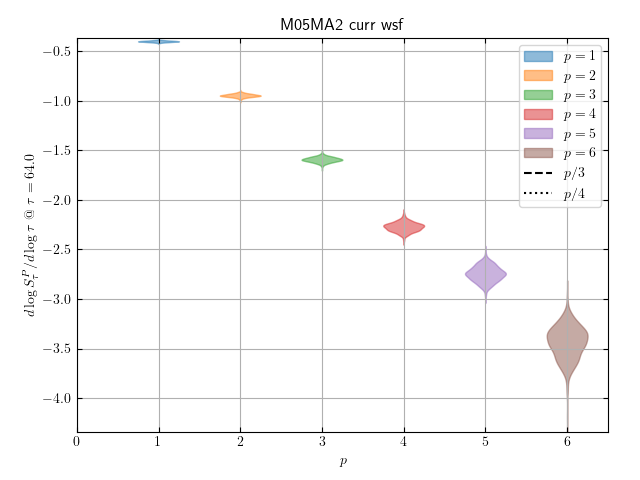 M05MA2 curr wsf
d log S_τ^P / d log τ @ τ = 64.0
−0.5
−1.0
−1.5
−2.0
−2.5
−3.0
−3.5
−4.0
0 1 2 3 4 5 6
p
p = 1
p = 2
p = 3
p = 4
p = 5
p = 6
p/3
p/4